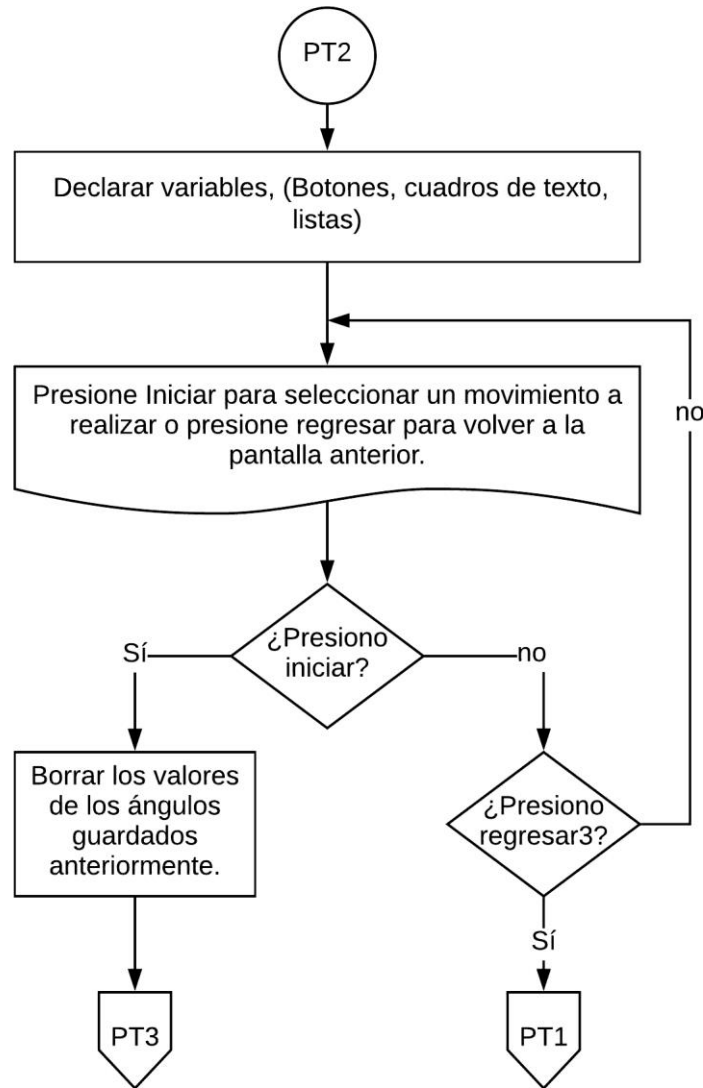 PT2
Declarar variables, (Botones, cuadros de texto,
listas)
Presione Iniciar para seleccionar un movimiento a
realizar o presione regresar para volver a la
pantalla anterior.
no
¿Presiono
iniciar?
Sí
no
Borrar los valores
de los ángulos
guardados
anteriormente.
¿Presiono
regresar3?
Sí
PT3
PT1